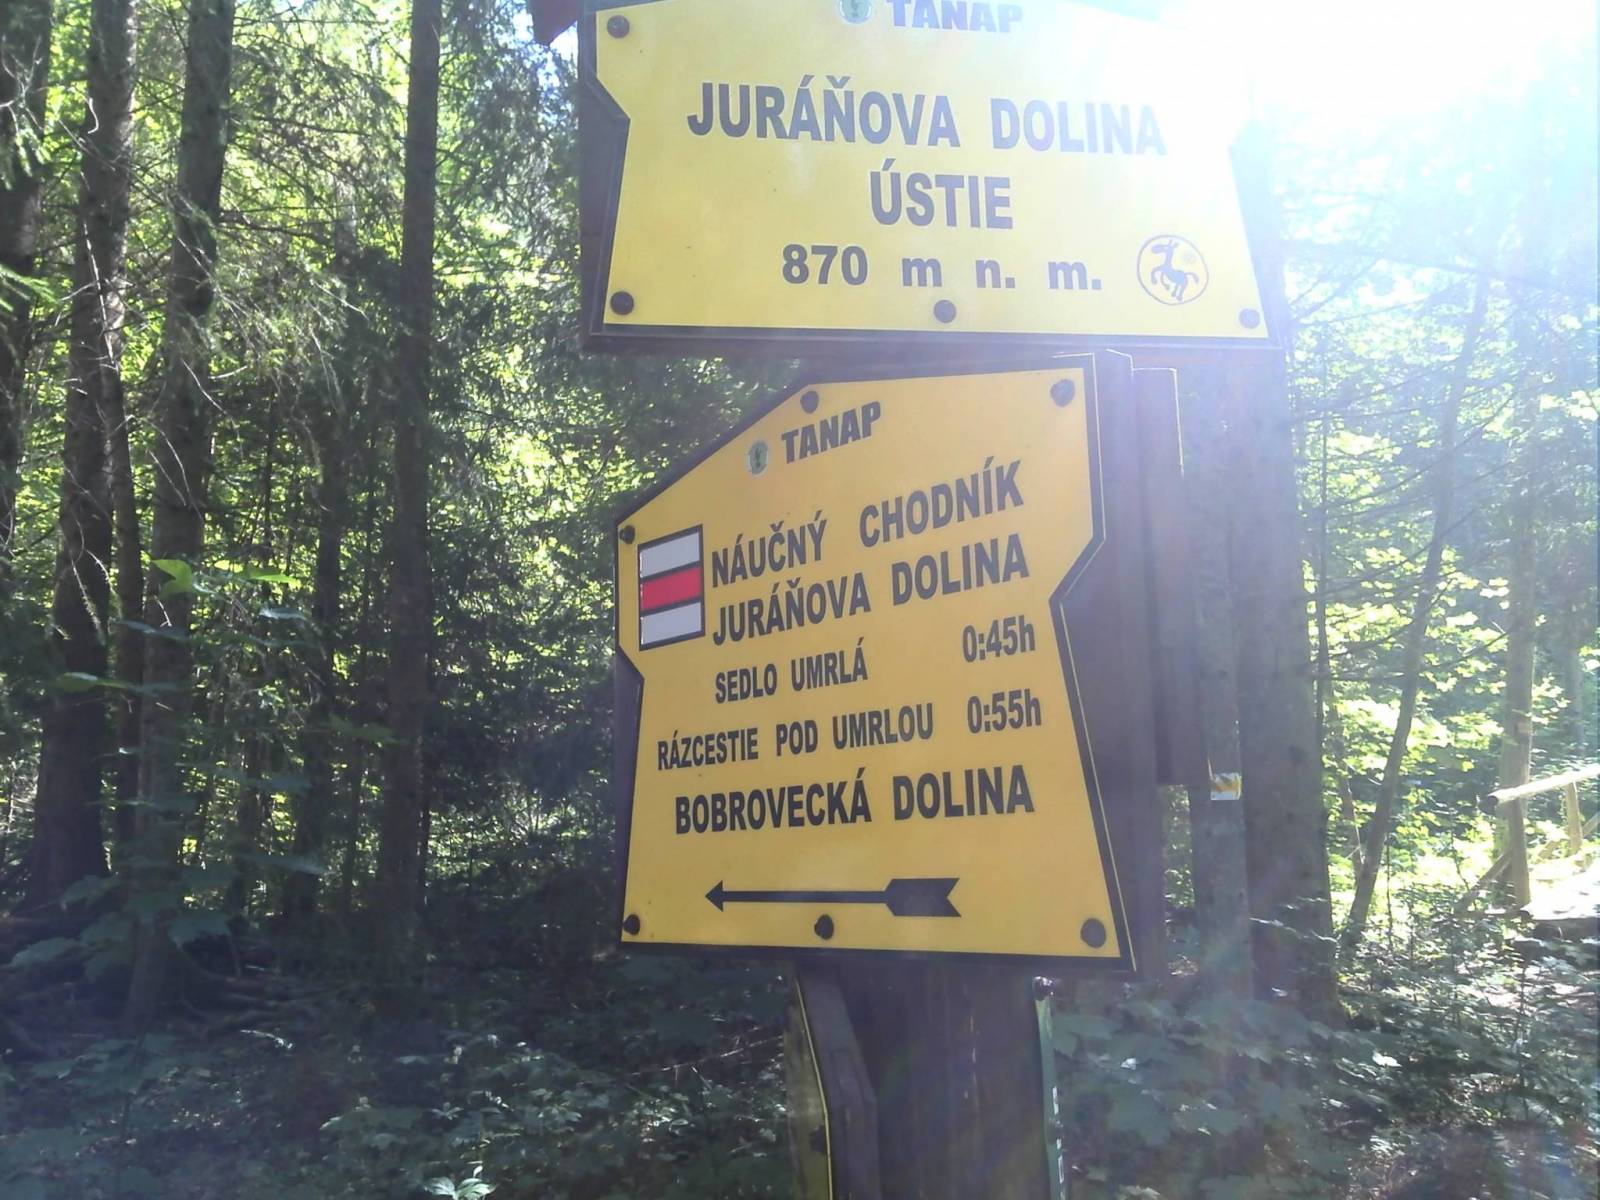 TANAP
JURÁŇOVA DOLINA
ÚSTIE
870 m n. m.
TANAP
NÁUČNÝ CHODNÍK
JURÁŇOVA DOLINA
SEDLO UMRLÁ 0:45h
RÁZCESTIE POD UMRLOU 0:55h
BOBROVECKÁ DOLINA